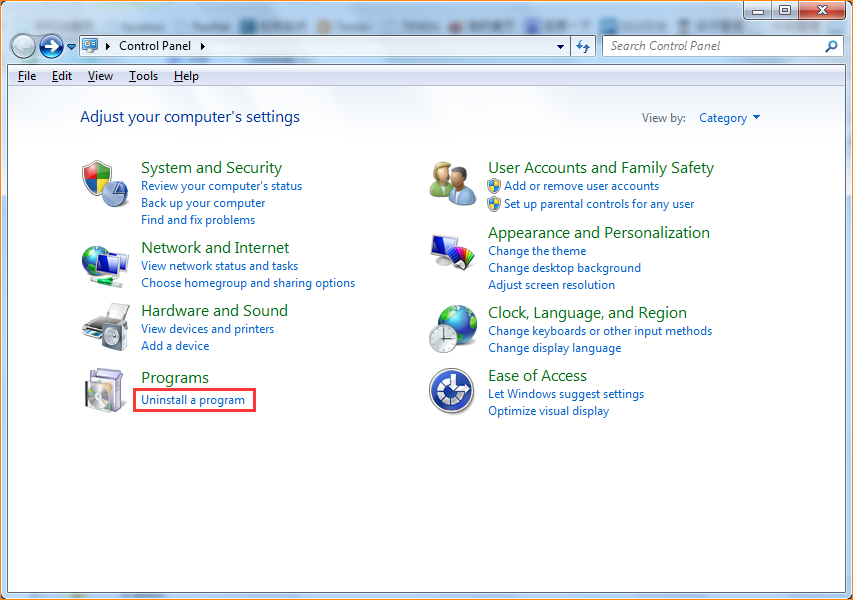 Control Panel
Search Control Panel
File Edit View Tools Help
Adjust your computer's settings
View by: Category
System and Security
Review your computer's status
Back up your computer
Find and fix problems
Network and Internet
View network status and tasks
Choose homegroup and sharing options
Hardware and Sound
View devices and printers
Add a device
Programs
Uninstall a program
User Accounts and Family Safety
Add or remove user accounts
Set up parental controls for any user
Appearance and Personalization
Change the theme
Change desktop background
Adjust screen resolution
Clock, Language, and Region
Change keyboards or other input methods
Change display language
Ease of Access
Let Windows suggest settings
Optimize visual display